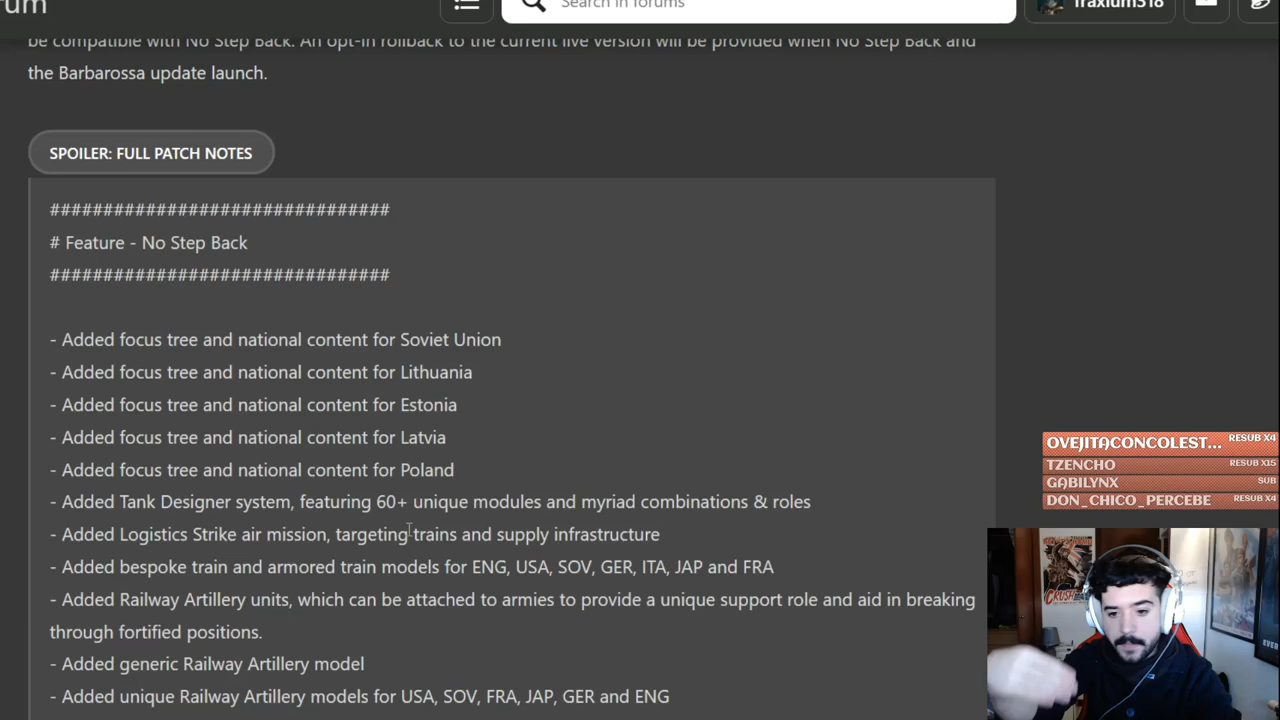 Search in forums
fraxium318
be compatible with No Step Back. An opt-in rollback to the current live version will be provided when No Step Back and
the Barbarossa update launch.
SPOILER: FULL PATCH NOTES
###############################
# Feature - No Step Back
###############################
- Added focus tree and national content for Soviet Union
- Added focus tree and national content for Lithuania
- Added focus tree and national content for Estonia
- Added focus tree and national content for Latvia
- Added focus tree and national content for Poland
- Added Tank Designer system, featuring 60+ unique modules and myriad combinations & roles
- Added Logistics Strike air mission, targeting trains and supply infrastructure
- Added bespoke train and armored train models for ENG, USA, SOV, GER, ITA, JAP and FRA
- Added Railway Artillery units, which can be attached to armies to provide a unique support role and aid in breaking
through fortified positions.
- Added generic Railway Artillery model
- Added unique Railway Artillery models for USA, SOV, FRA, JAP, GER and ENG
OVEJITACONCOLEST... RESUB X4
TZENCHO RESUB X15
GABILYNX SUB
DON_CHICO_PERCEBE RESUB X4